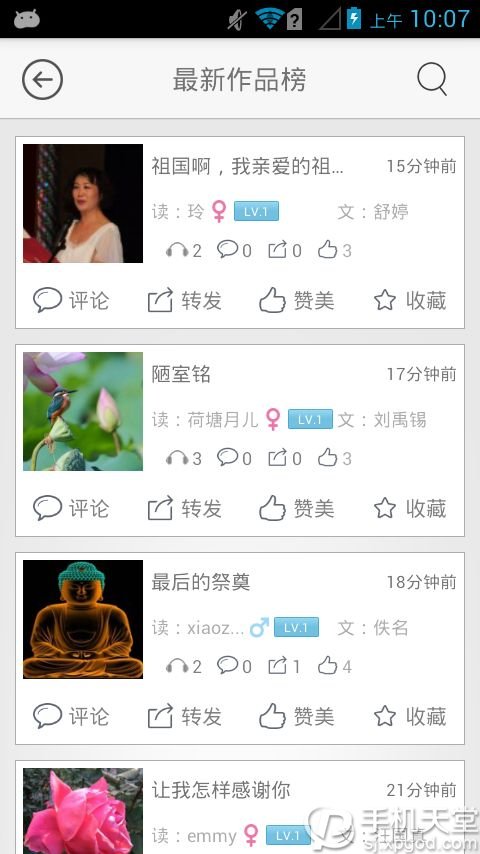 上午 10:07
最新作品榜
祖国啊，我亲爱的祖... 15分钟前
读：玲 LV.1 文：舒婷
2 0 0 3
评论 转发 赞美 收藏
陋室铭 17分钟前
读：荷塘月儿 LV.1 文：刘禹锡
3 0 0 3
评论 转发 赞美 收藏
最后的祭奠 18分钟前
读：xiaoz... LV.1 文：佚名
2 0 1 4
评论 转发 赞美 收藏
让我怎样感谢你 21分钟前
读：emmy LV.1 文：汪国真
手机天堂
sj.xpgod.com